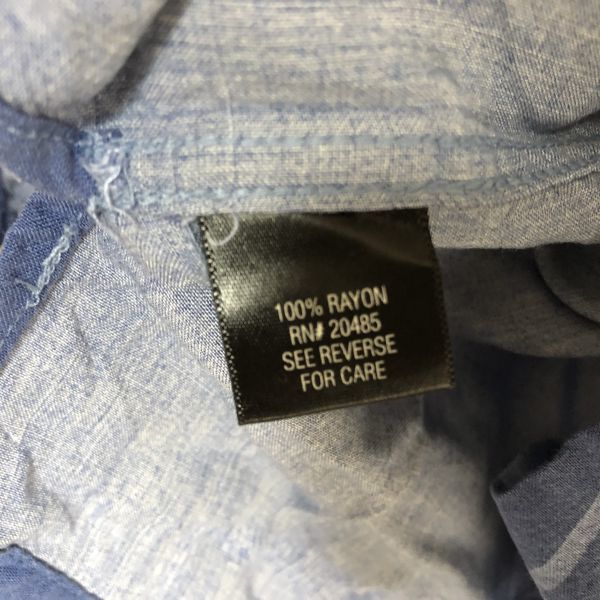 100% RAYON
RN# 20485
SEE REVERSE
FOR CARE